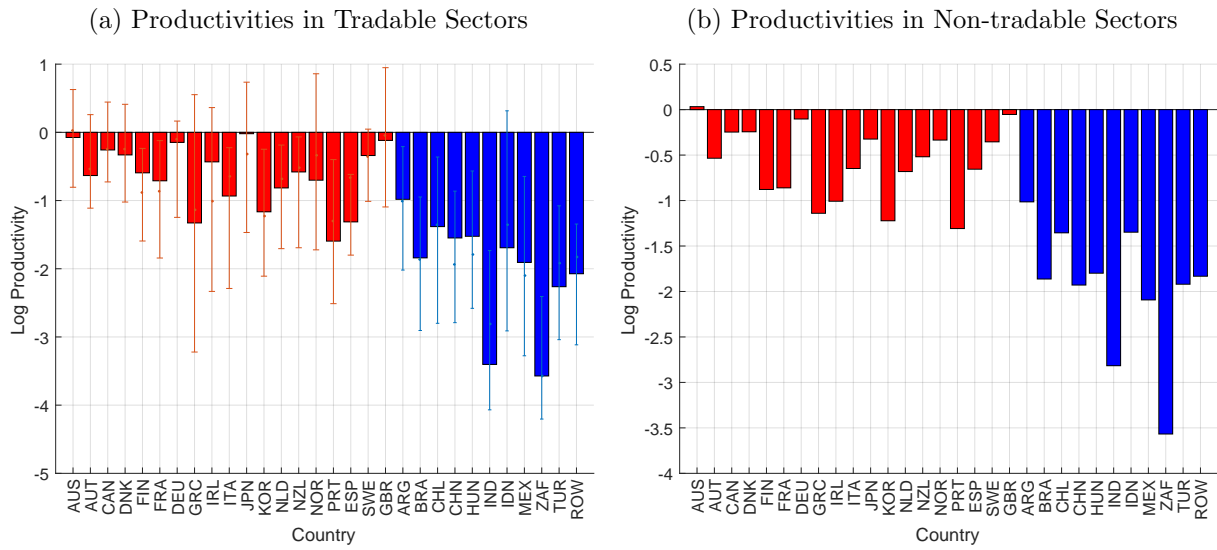 (a) Productivities in Tradable Sectors
1
0
-1
-2
-3
-4
-5
Log Productivity
AUS
AUT
CAN
DNK
FIN
FRA
DEU
GRC
IRL
ITA
JPN
KOR
NLD
NZL
NOR
PRT
ESP
SWE
GBR
ARG
BRA
CHL
CHN
HUN
IND
IDN
MEX
ZAF
TUR
ROW
Country
(b) Productivities in Non-tradable Sectors
0.5
0
-0.5
-1
-1.5
-2
-2.5
-3
-3.5
-4
Log Productivity
AUS
AUT
CAN
DNK
FIN
FRA
DEU
GRC
IRL
ITA
JPN
KOR
NLD
NZL
NOR
PRT
ESP
SWE
GBR
ARG
BRA
CHL
CHN
HUN
IND
IDN
MEX
ZAF
TUR
ROW
Country